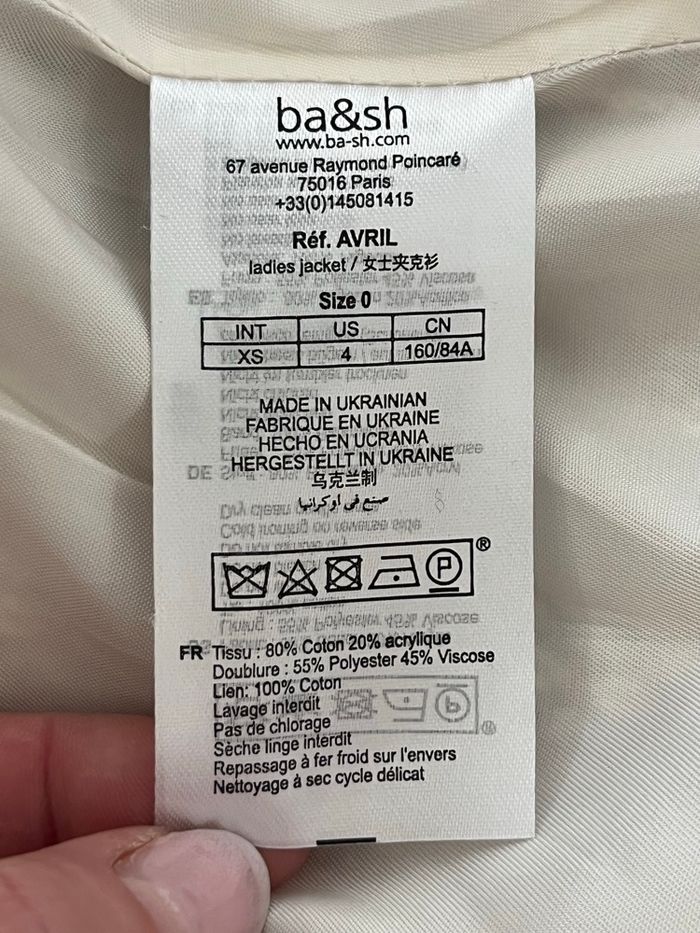 ba&sh
www.ba-sh.com
67 avenue Raymond Poincaré
75016 Paris
+33(0)145081415
Réf. AVRIL
ladies jacket / 女士夹克衫
Size 0
INT US CN
XS 4 160/84A
MADE IN UKRAINIAN
FABRIQUE EN UKRAINE
HECHO EN UCRANIA
HERGESTELLT IN UKRAINE
乌克兰制
صنع في اوكرانيا
P
®
FR Tissu : 80% Coton 20% acrylique
Doublure : 55% Polyester 45% Viscose
Lien: 100% Coton
Lavage interdit
Pas de chlorage
Sèche linge interdit
Repassage à fer froid sur l'envers
Nettoyage à sec cycle délicat